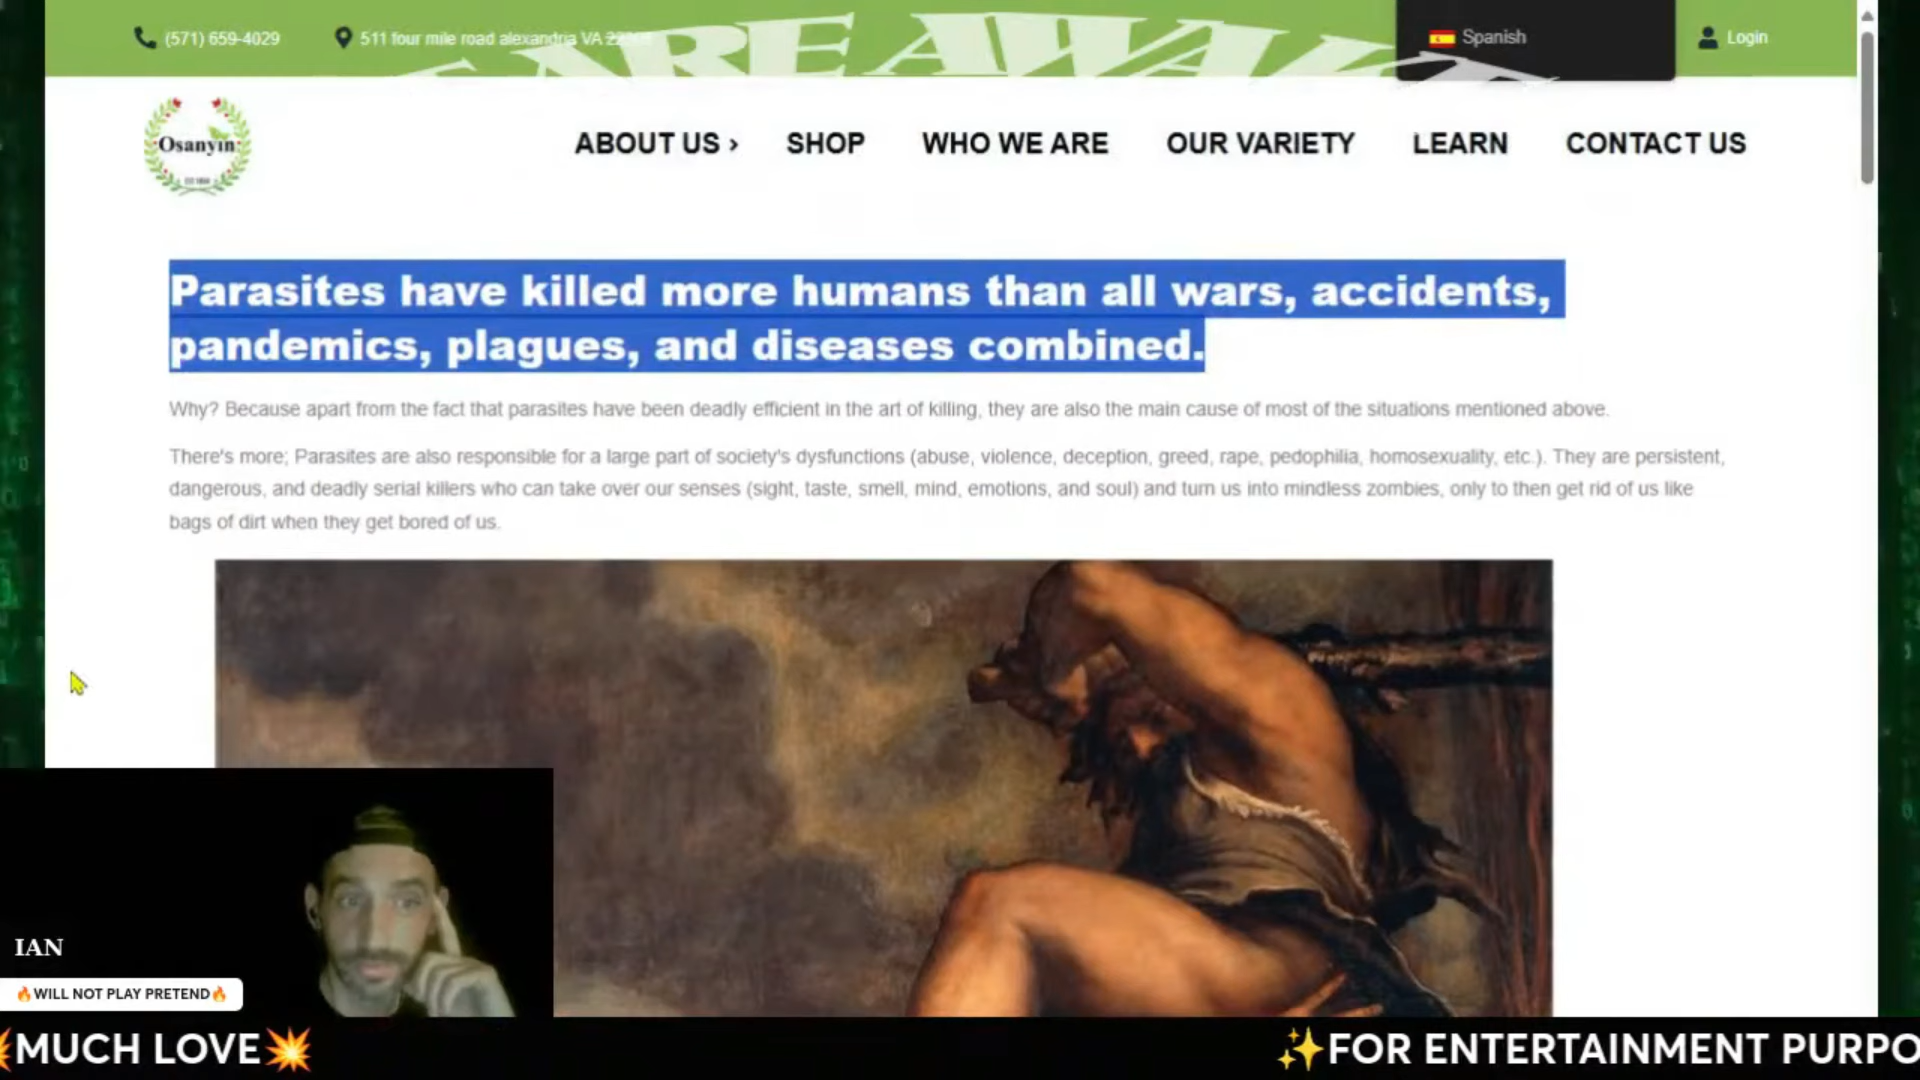 ARE AWAKE
(571) 659-4029
511 four mile road alexandria VA
Spanish
Login
Osanyin
ABOUT US ›
SHOP
WHO WE ARE
OUR VARIETY
LEARN
CONTACT US
Parasites have killed more humans than all wars, accidents,
pandemics, plagues, and diseases combined.
Why? Because apart from the fact that parasites have been deadly efficient in the art of killing, they are also the main cause of most of the situations mentioned above.
There's more; Parasites are also responsible for a large part of society's dysfunctions (abuse, violence, deception, greed, rape, pedophilia, homosexuality, etc.). They are persistent,
dangerous, and deadly serial killers who can take over our senses (sight, taste, smell, mind, emotions, and soul) and turn us into mindless zombies, only to then get rid of us like
bags of dirt when they get bored of us.
IAN
🔥WILL NOT PLAY PRETEND🔥
💥MUCH LOVE💥
✨FOR ENTERTAINMENT PURPO